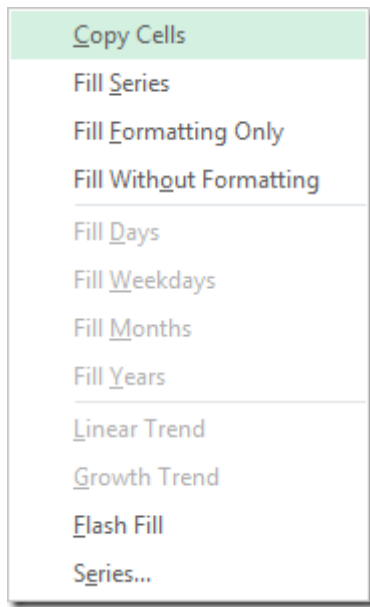 Copy Cells
Fill Series
Fill Formatting Only
Fill Without Formatting
Fill Days
Fill Weekdays
Fill Months
Fill Years
Linear Trend
Growth Trend
Flash Fill
Series...